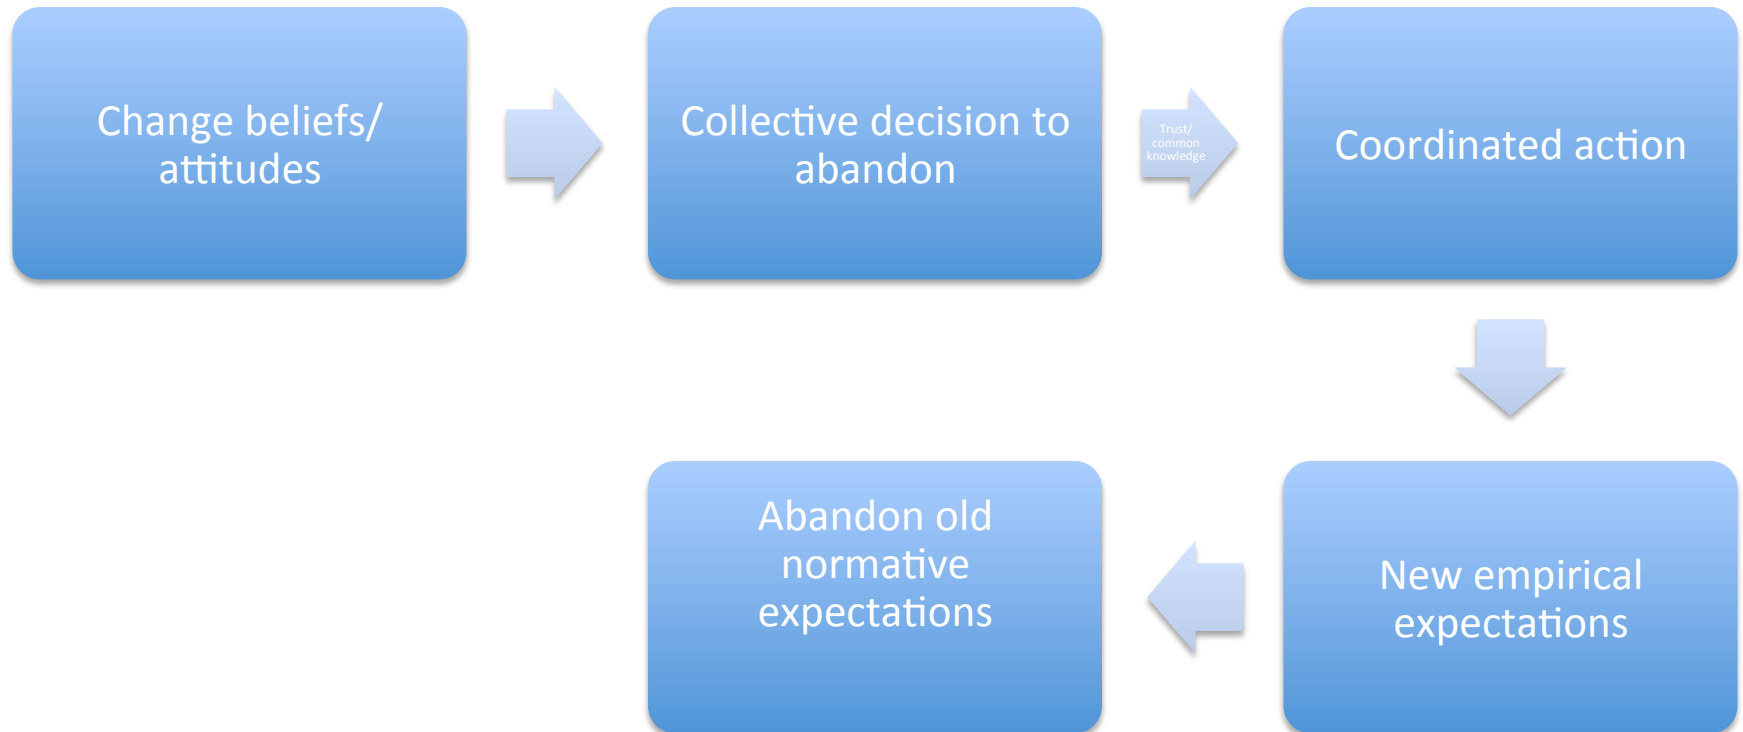 Change beliefs/
attitudes
Collective decision to
abandon
Trust/
common
knowledge
Coordinated action
New empirical
expectations
Abandon old
normative
expectations